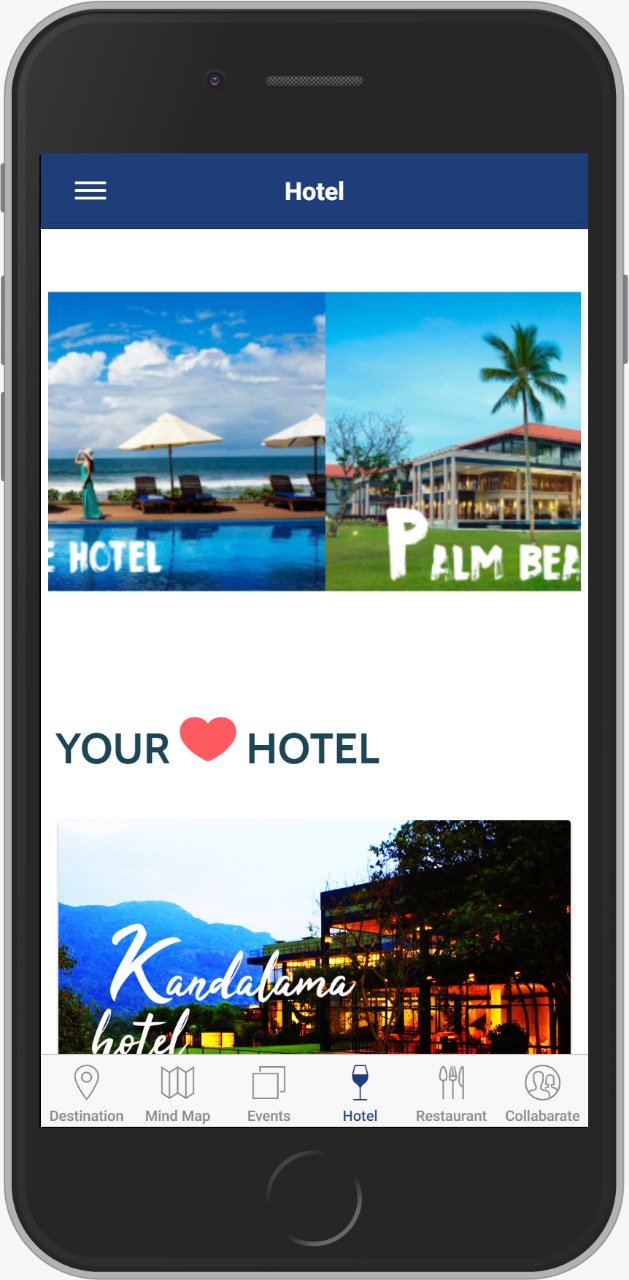 Hotel
E HOTEL
PALM BEA
YOUR HOTEL
Kandalama
hotel
Destination Mind Map Events Hotel Restaurant Collabarate